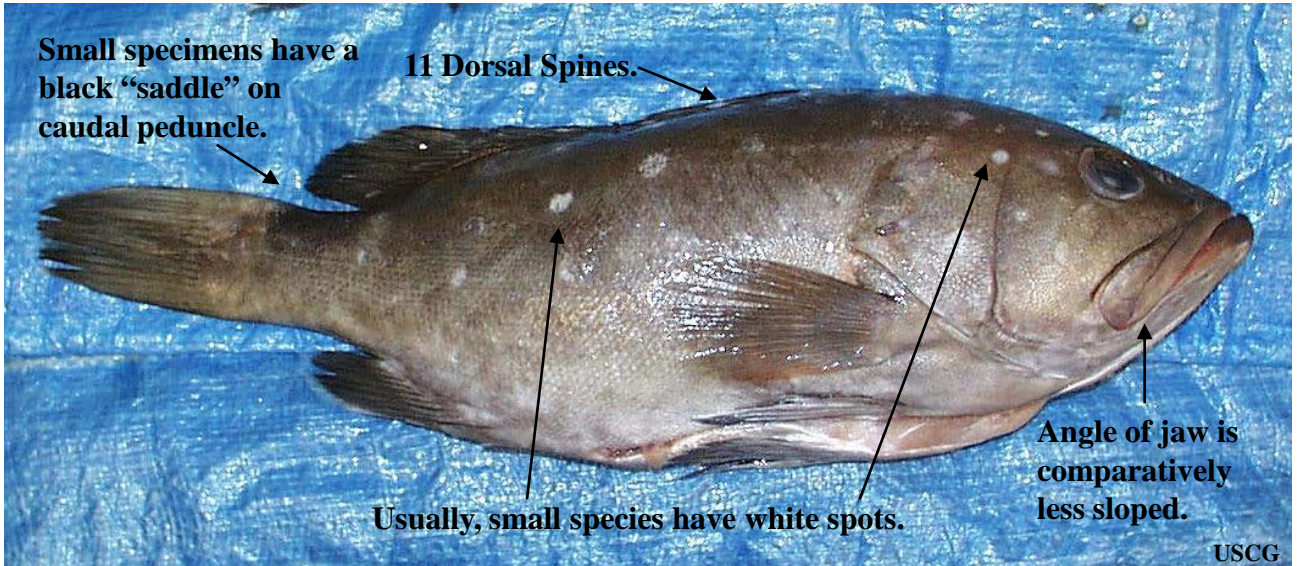 Small specimens have a
black “saddle” on
caudal peduncle.
11 Dorsal Spines.
Usually, small species have white spots.
Angle of jaw is
comparatively
less sloped.
USCG